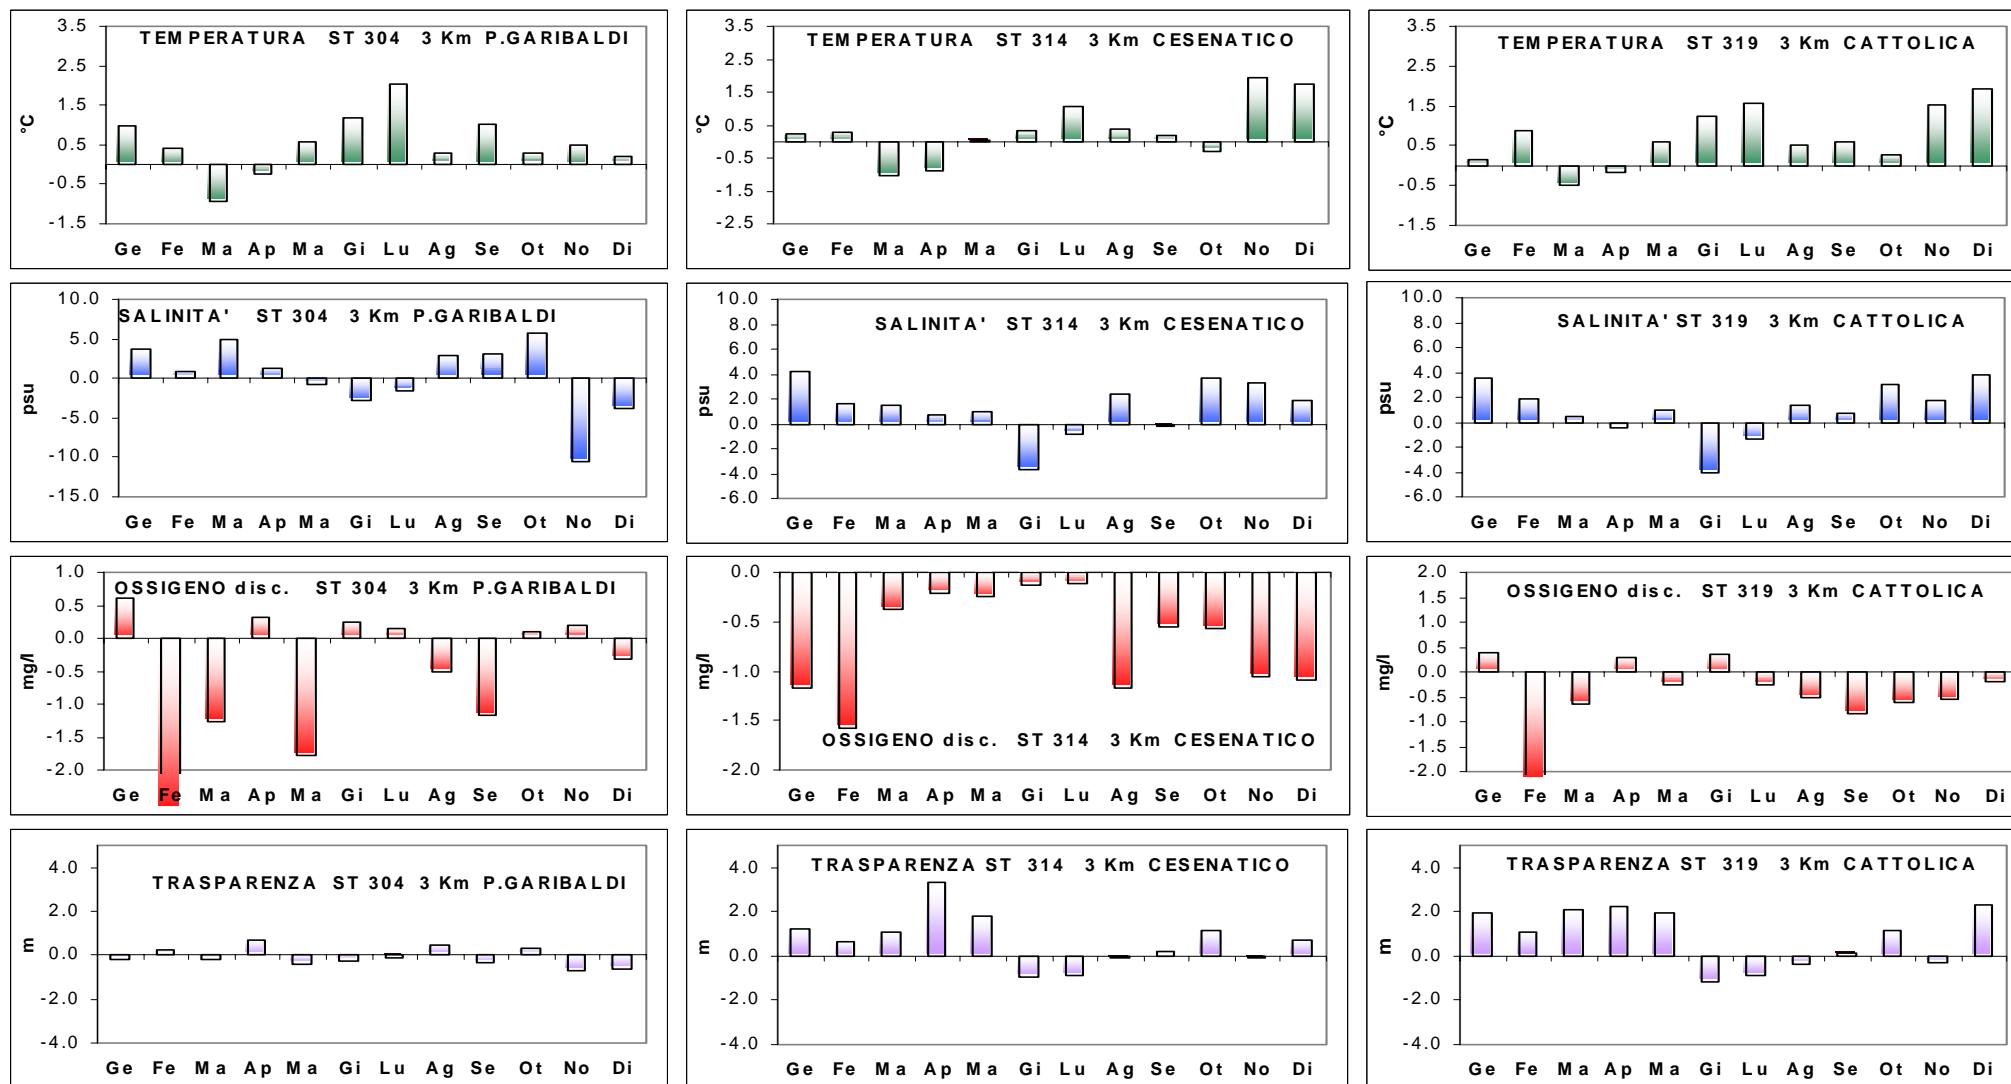 TEMPERATURA ST 304 3 Km P.GARIBALDI
°C
3.5
2.5
1.5
0.5
-0.5
-1.5
Ge Fe Ma Ap Ma Gi Lu Ag Se Ot No Di
TEMPERATURA ST 314 3 Km CESENATICO
°C
3.5
2.5
1.5
0.5
-0.5
-1.5
-2.5
Ge Fe Ma Ap Ma Gi Lu Ag Se Ot No Di
TEMPERATURA ST 319 3 Km CATTOLICA
°C
3.5
2.5
1.5
0.5
-0.5
-1.5
Ge Fe Ma Ap Ma Gi Lu Ag Se Ot No Di
SALINITA' ST 304 3 Km P.GARIBALDI
psu
10.0
5.0
0.0
-5.0
-10.0
-15.0
Ge Fe Ma Ap Ma Gi Lu Ag Se Ot No Di
SALINITA' ST 314 3 Km CESENATICO
psu
10.0
8.0
6.0
4.0
2.0
0.0
-2.0
-4.0
-6.0
Ge Fe Ma Ap Ma Gi Lu Ag Se Ot No Di
SALINITA' ST 319 3 Km CATTOLICA
psu
10.0
8.0
6.0
4.0
2.0
0.0
-2.0
-4.0
-6.0
Ge Fe Ma Ap Ma Gi Lu Ag Se Ot No Di
OSSIGENO disc. ST 304 3 Km P.GARIBALDI
mg/l
1.0
0.5
0.0
-0.5
-1.0
-1.5
-2.0
Ge Fe Ma Ap Ma Gi Lu Ag Se Ot No Di
OSSIGENO disc. ST 314 3 Km CESENATICO
mg/l
0.0
-0.5
-1.0
-1.5
-2.0
Ge Fe Ma Ap Ma Gi Lu Ag Se Ot No Di
OSSIGENO disc. ST 319 3 Km CATTOLICA
mg/l
2.0
1.5
1.0
0.5
0.0
-0.5
-1.0
-1.5
-2.0
Ge Fe Ma Ap Ma Gi Lu Ag Se Ot No Di
TRASPARENZA ST 304 3 Km P.GARIBALDI
m
4.0
2.0
0.0
-2.0
-4.0
Ge Fe Ma Ap Ma Gi Lu Ag Se Ot No Di
TRASPARENZA ST 314 3 Km CESENATICO
m
4.0
2.0
0.0
-2.0
-4.0
Ge Fe Ma Ap Ma Gi Lu Ag Se Ot No Di
TRASPARENZA ST 319 3 Km CATTOLICA
m
4.0
2.0
0.0
-2.0
-4.0
Ge Fe Ma Ap Ma Gi Lu Ag Se Ot No Di